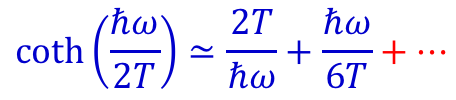 coth(ℏω/2T) ≃ 2T/ℏω + ℏω/6T + ⋯